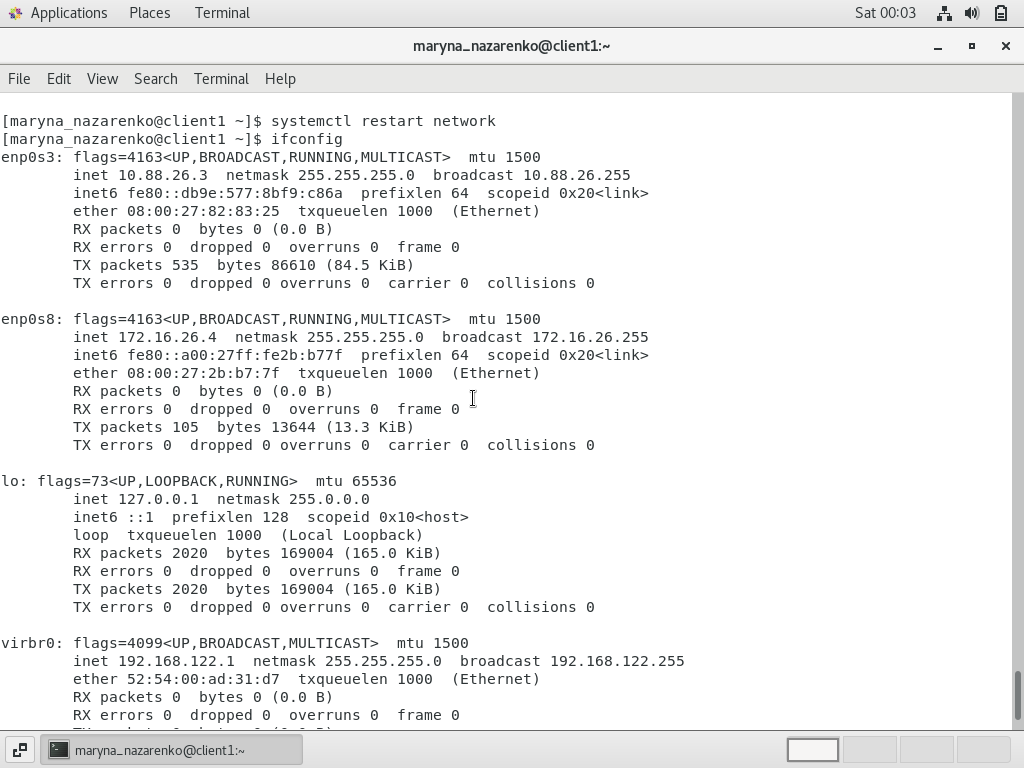 Applications Places Terminal Sat 00:03
maryna_nazarenko@client1:~
File Edit View Search Terminal Help
[maryna_nazarenko@client1 ~]$ systemctl restart network
[maryna_nazarenko@client1 ~]$ ifconfig
enp0s3: flags=4163<UP,BROADCAST,RUNNING,MULTICAST>  mtu 1500
        inet 10.88.26.3  netmask 255.255.255.0  broadcast 10.88.26.255
        inet6 fe80::db9e:577:8bf9:c86a  prefixlen 64  scopeid 0x20<link>
        ether 08:00:27:82:83:25  txqueuelen 1000  (Ethernet)
        RX packets 0  bytes 0 (0.0 B)
        RX errors 0  dropped 0  overruns 0  frame 0
        TX packets 535  bytes 86610 (84.5 KiB)
        TX errors 0  dropped 0 overruns 0  carrier 0  collisions 0

enp0s8: flags=4163<UP,BROADCAST,RUNNING,MULTICAST>  mtu 1500
        inet 172.16.26.4  netmask 255.255.255.0  broadcast 172.16.26.255
        inet6 fe80::a00:27ff:fe2b:b77f  prefixlen 64  scopeid 0x20<link>
        ether 08:00:27:2b:b7:7f  txqueuelen 1000  (Ethernet)
        RX packets 0  bytes 0 (0.0 B)
        RX errors 0  dropped 0  overruns 0  frame 0
        TX packets 105  bytes 13644 (13.3 KiB)
        TX errors 0  dropped 0 overruns 0  carrier 0  collisions 0

lo: flags=73<UP,LOOPBACK,RUNNING>  mtu 65536
        inet 127.0.0.1  netmask 255.0.0.0
        inet6 ::1  prefixlen 128  scopeid 0x10<host>
        loop  txqueuelen 1000  (Local Loopback)
        RX packets 2020  bytes 169004 (165.0 KiB)
        RX errors 0  dropped 0  overruns 0  frame 0
        TX packets 2020  bytes 169004 (165.0 KiB)
        TX errors 0  dropped 0 overruns 0  carrier 0  collisions 0

virbr0: flags=4099<UP,BROADCAST,MULTICAST>  mtu 1500
        inet 192.168.122.1  netmask 255.255.255.0  broadcast 192.168.122.255
        ether 52:54:00:ad:31:d7  txqueuelen 1000  (Ethernet)
        RX packets 0  bytes 0 (0.0 B)
        RX errors 0  dropped 0  overruns 0  frame 0
maryna_nazarenko@client1:~